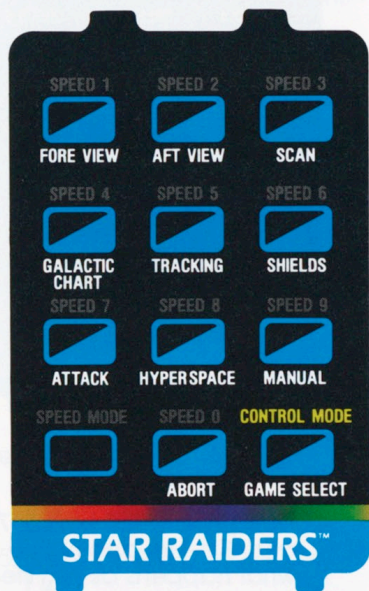 SPEED 1 SPEED 2 SPEED 3
FORE VIEW AFT VIEW SCAN
SPEED 4 SPEED 5 SPEED 6
GALACTIC CHART TRACKING SHIELDS
SPEED 7 SPEED 8 SPEED 9
ATTACK HYPERSPACE MANUAL
SPEED MODE SPEED 0 CONTROL MODE
ABORT GAME SELECT
STAR RAIDERS™